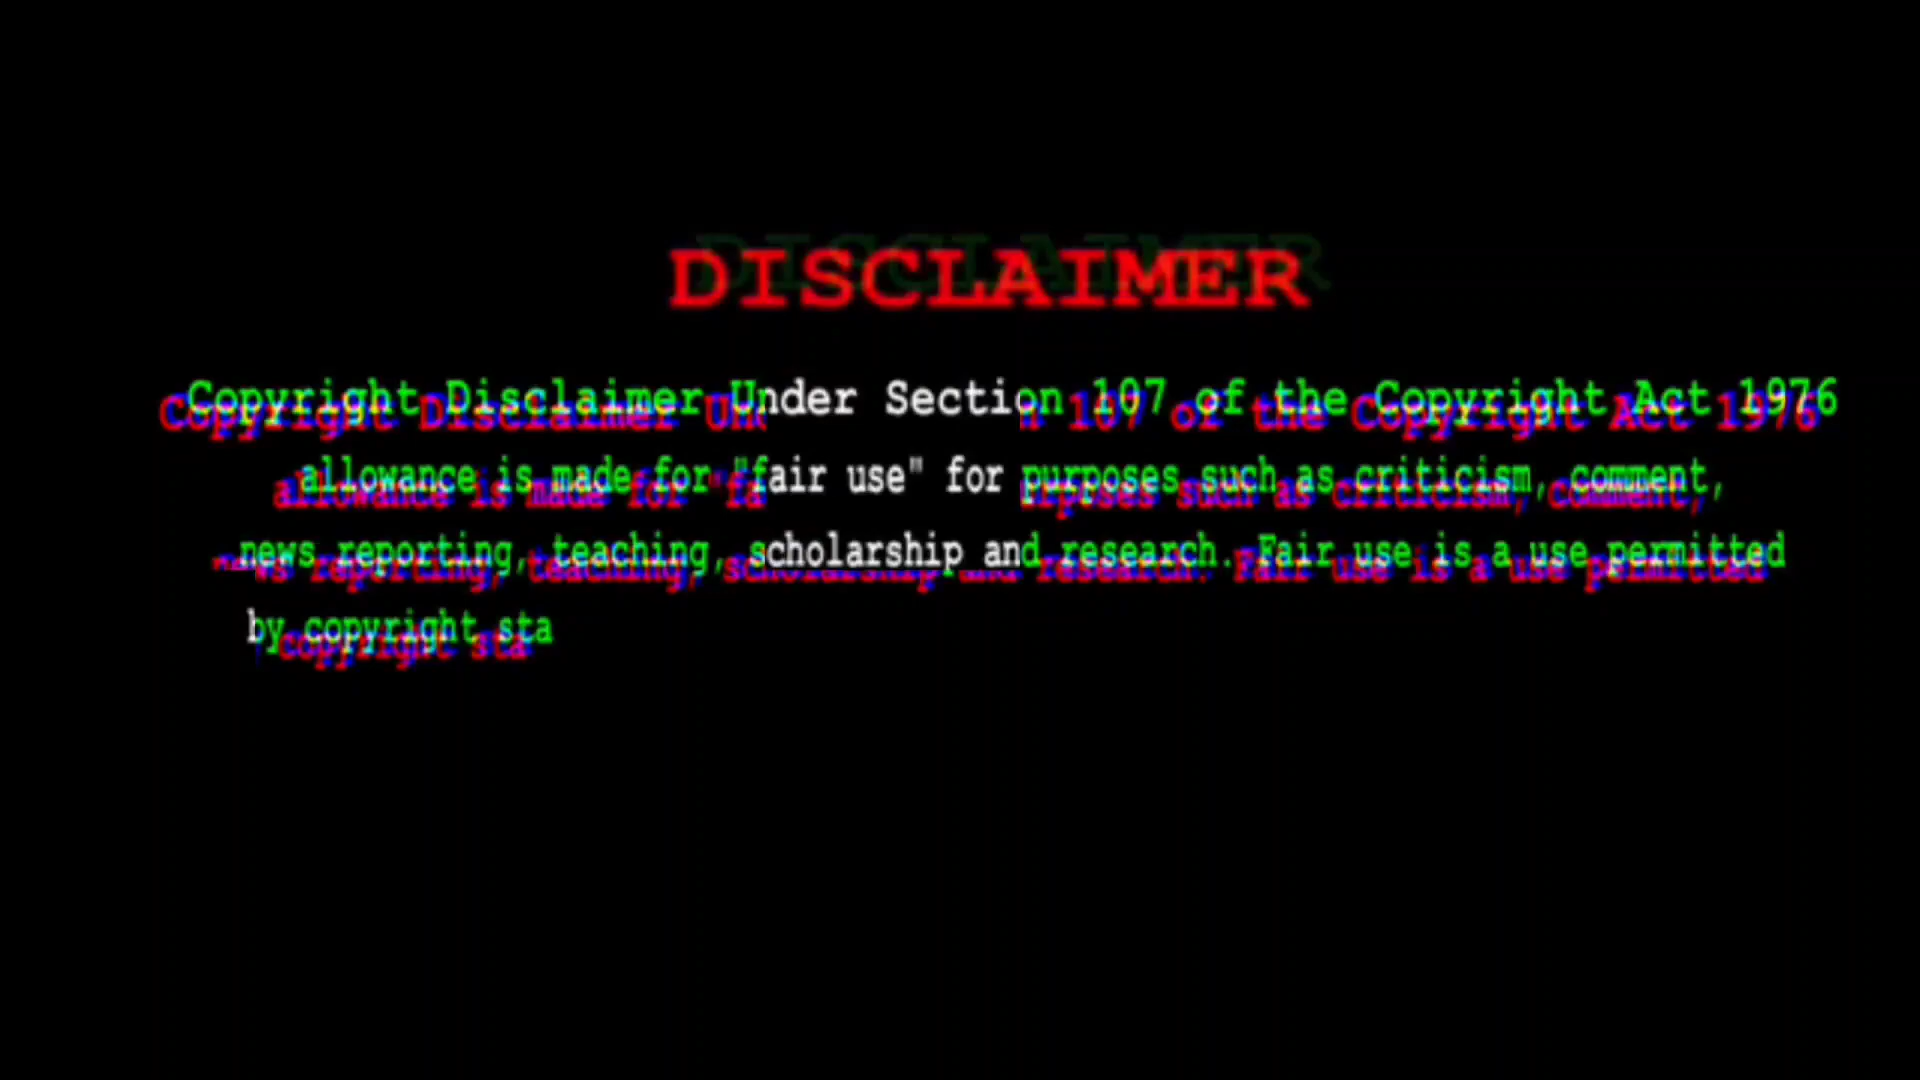 DISCLAIMER
Copyright Disclaimer Under Section 107 of the Copyright Act 1976
allowance is made for "fair use" for purposes such as criticism, comment,
news reporting, teaching, scholarship and research. Fair use is a use permitted
by copyright sta